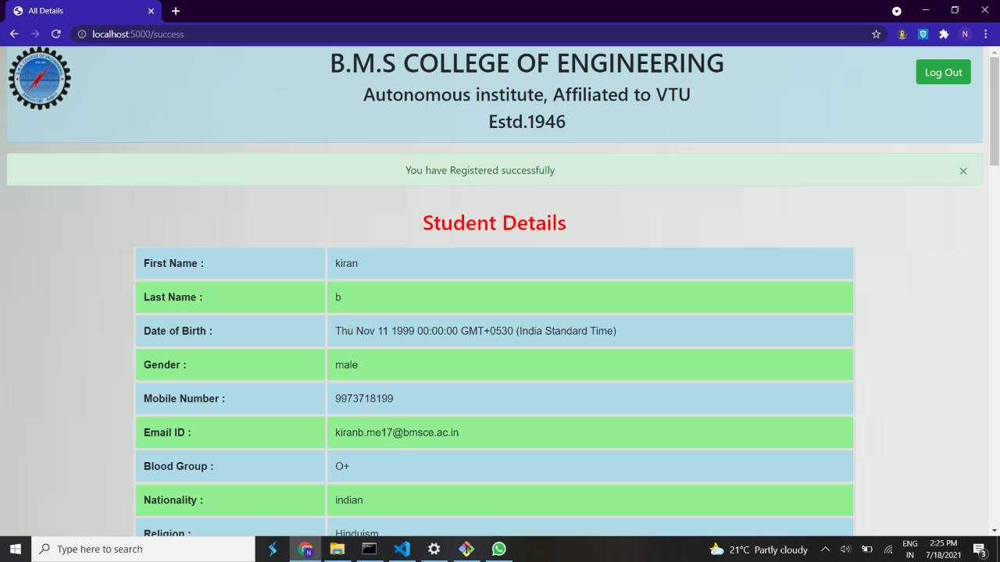 All Details
localhost:5000/success
N
B.M.S COLLEGE OF ENGINEERING
Autonomous institute, Affiliated to VTU
Estd.1946
Log Out
You have Registered successfully
×
Student Details
First Name : kiran
Last Name : b
Date of Birth : Thu Nov 11 1999 00:00:00 GMT+0530 (India Standard Time)
Gender : male
Mobile Number : 9973718199
Email ID : kiranb.me17@bmsce.ac.in
Blood Group : O+
Nationality : indian
Religion : Hinduism
Type here to search
N
21°C Partly cloudy
ENG
IN
2:25 PM
7/18/2021
3